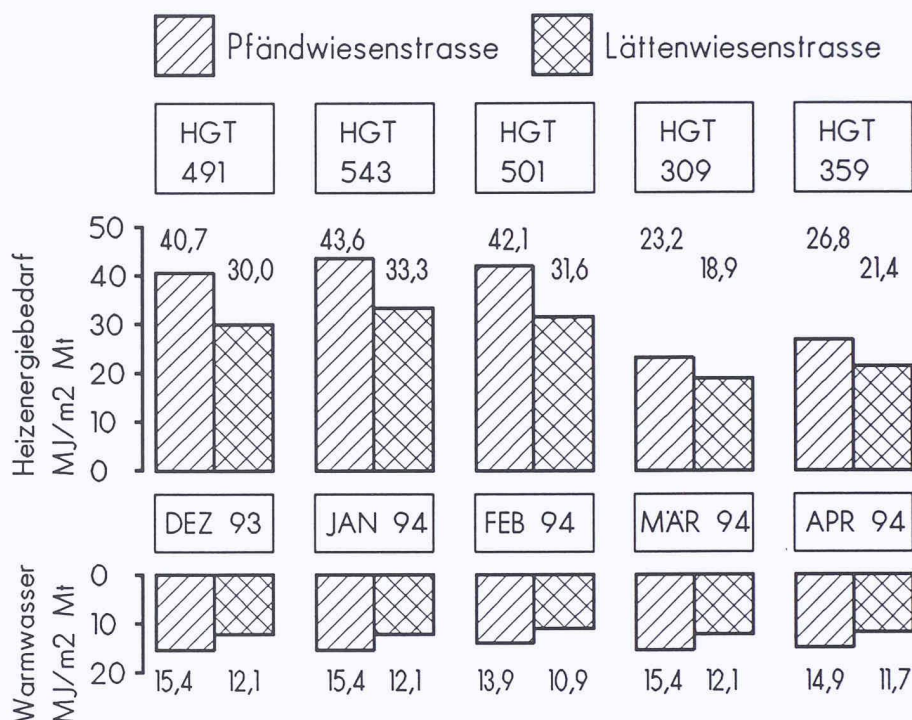 Pfändwiesenstrasse
Lättenwiesenstrasse
HGT
491
HGT
543
HGT
501
HGT
309
HGT
359
Heizenergiebedarf
MJ/m2 Mt
50
40
30
20
10
0
40,7
30,0
43,6
33,3
42,1
31,6
23,2
18,9
26,8
21,4
DEZ 93
JAN 94
FEB 94
MÄR 94
APR 94
Warmwasser
MJ/m2 Mt
0
10
20
15,4
12,1
15,4
12,1
13,9
10,9
15,4
12,1
14,9
11,7